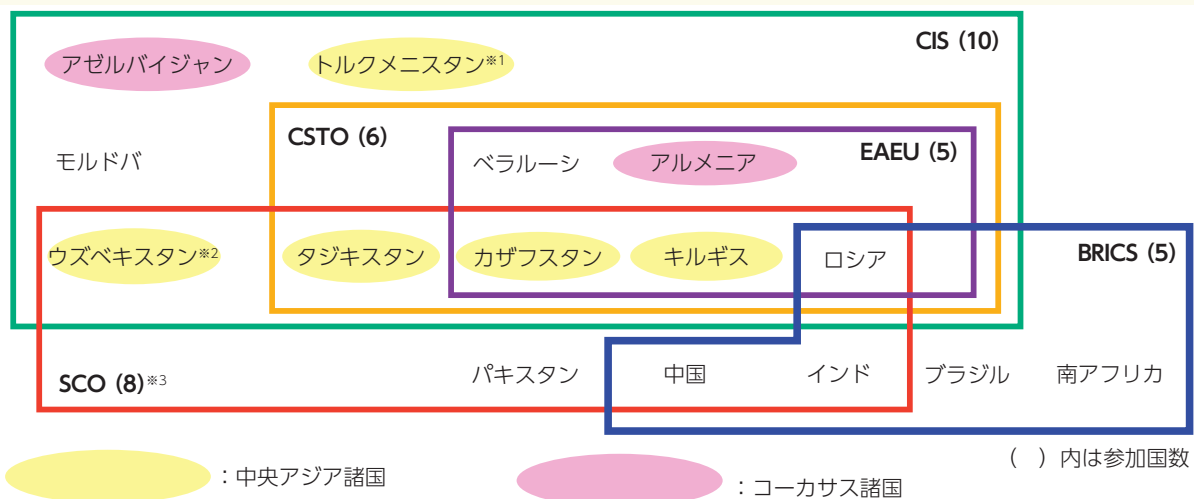 CIS (10)
アゼルバイジャン
トルクメニスタン※1
CSTO (6)
モルドバ
ベラルーシ
アルメニア
EAEU (5)
ウズベキスタン※2
タジキスタン
カザフスタン
キルギス
ロシア
BRICS (5)
SCO (8)※3
パキスタン
中国
インド
ブラジル
南アフリカ
( )内は参加国数
：中央アジア諸国
：コーカサス諸国